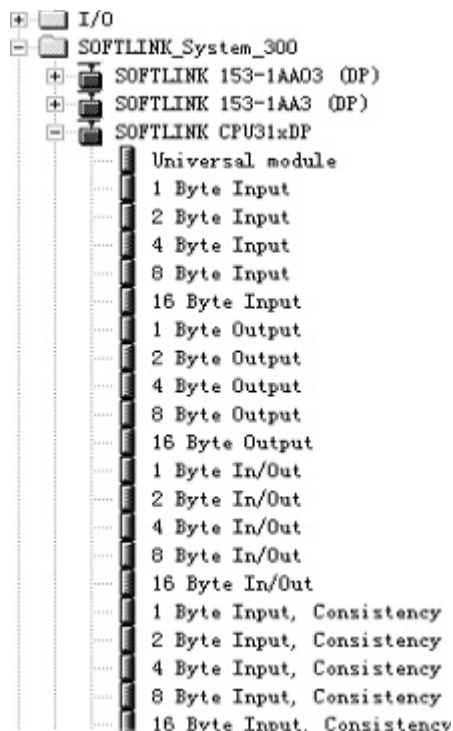 I/O
SOFTLINK_System_300
SOFTLINK 153-1AA03 (DP)
SOFTLINK 153-1AA3 (DP)
SOFTLINK CPU31xDP
Universal module
1 Byte Input
2 Byte Input
4 Byte Input
8 Byte Input
16 Byte Input
1 Byte Output
2 Byte Output
4 Byte Output
8 Byte Output
16 Byte Output
1 Byte In/Out
2 Byte In/Out
4 Byte In/Out
8 Byte In/Out
16 Byte In/Out
1 Byte Input, Consistency
2 Byte Input, Consistency
4 Byte Input, Consistency
8 Byte Input, Consistency
16 Byte Input, Consistency